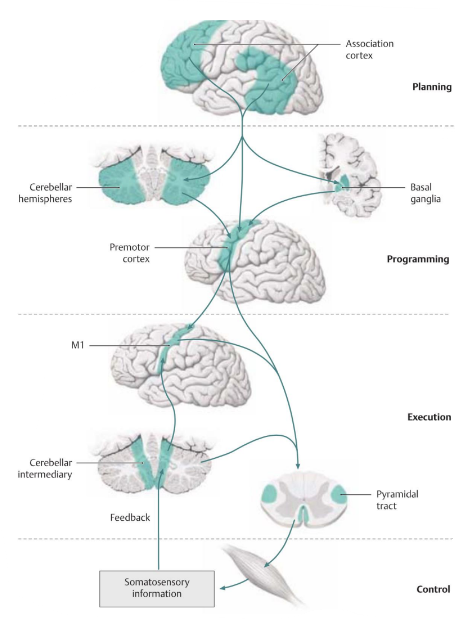 Association
cortex
Planning
Cerebellar
hemispheres
Basal
ganglia
Premotor
cortex
Programming
M1
Execution
Cerebellar
intermediary
Pyramidal
tract
Feedback
Somatosensory
information
Control